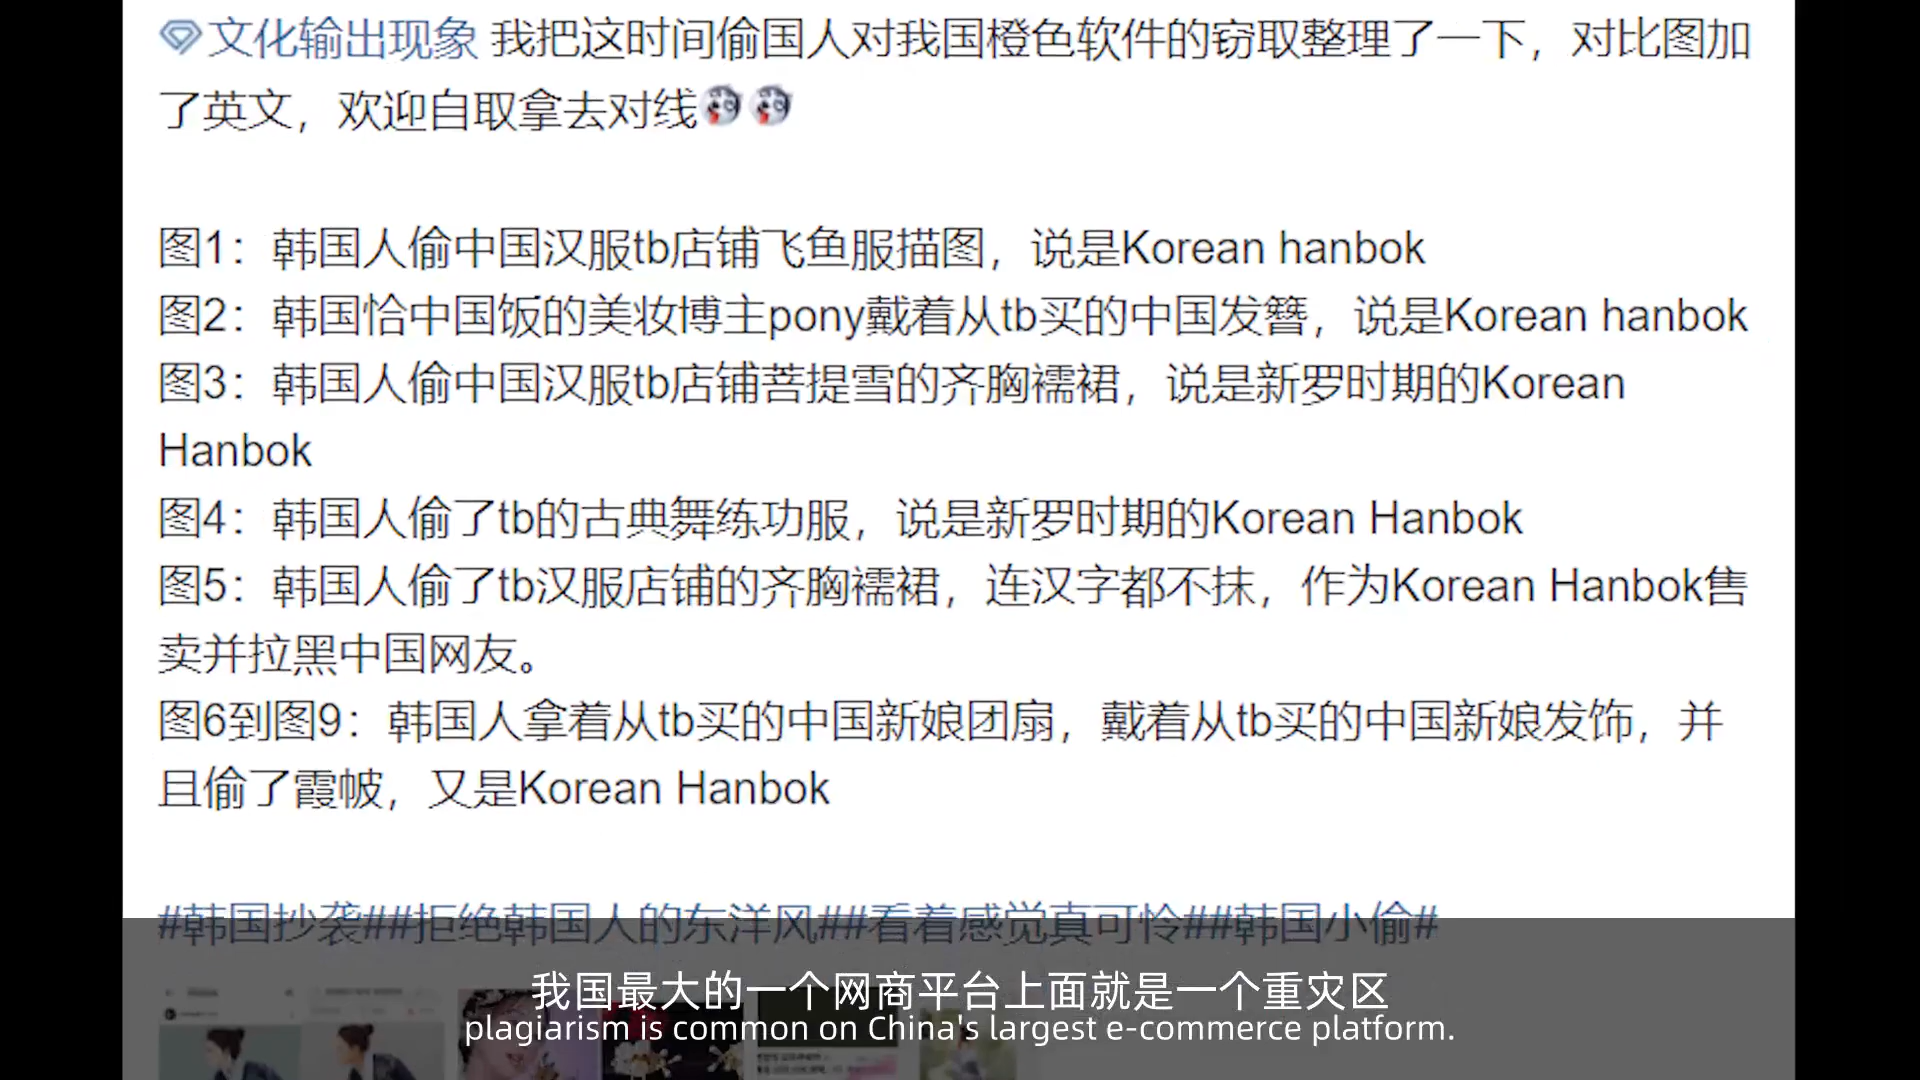 文化输出现象 我把这时间偷国人对我国橙色软件的窃取整理了一下，对比图加
了英文，欢迎自取拿去对线
图1：韩国人偷中国汉服tb店铺飞鱼服描图，说是Korean hanbok
图2：韩国恰中国饭的美妆博主pony戴着从tb买的中国发簪，说是Korean hanbok
图3：韩国人偷中国汉服tb店铺菩提雪的齐胸襦裙，说是新罗时期的Korean
Hanbok
图4：韩国人偷了tb的古典舞练功服，说是新罗时期的Korean Hanbok
图5：韩国人偷了tb汉服店铺的齐胸襦裙，连汉字都不抹，作为Korean Hanbok售
卖并拉黑中国网友。
图6到图9：韩国人拿着从tb买的中国新娘团扇，戴着从tb买的中国新娘发饰，并
且偷了霞帔，又是Korean Hanbok
#韩国抄袭##拒绝韩国人的东洋风##看着感觉真可怜##韩国小偷#
我国最大的一个网商平台上面就是一个重灾区
plagiarism is common on China's largest e-commerce platform.